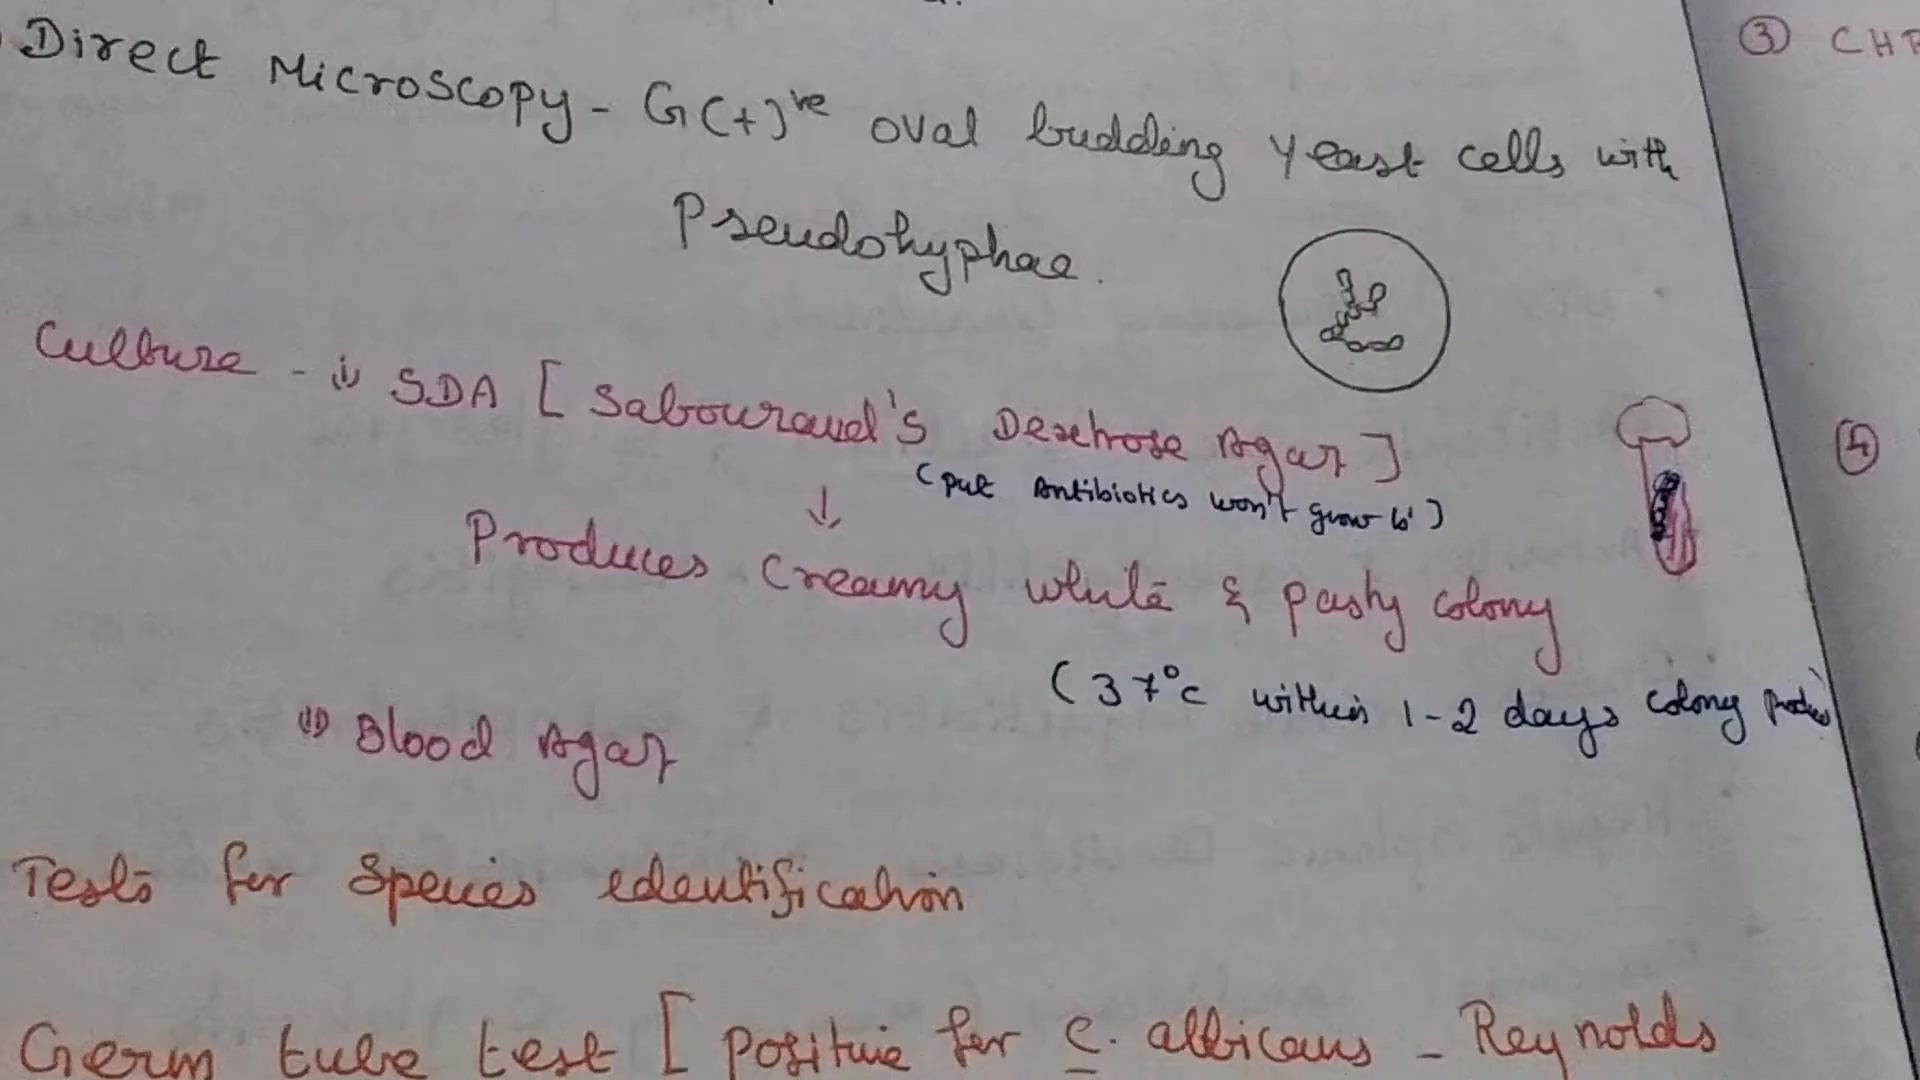 Direct Microscopy - G(+)ve oval budding yeast cells with
Pseudohyphae.
Culture - i) SDA [Sabouraud's Dextrose Agar]
(put Antibiotics won't grow
↓
Produces Creamy white & pasty colony
(37°C within 1-2 days colony
ii) Blood Agar
Tests for Species identification
Germ tube test [positive for C. albicans - Reynolds
③
④